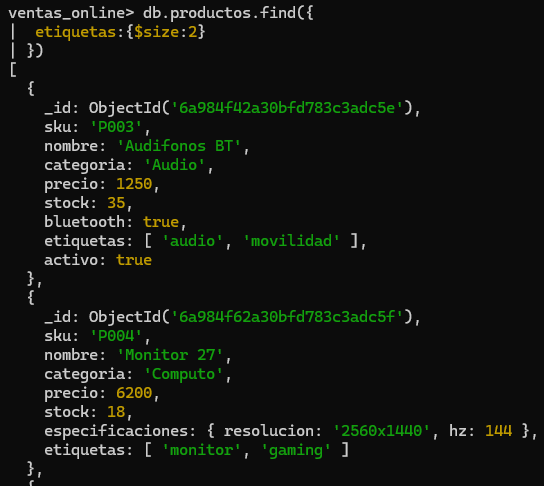 ventas_online> db.productos.find({
|  etiquetas:{$size:2}
| })
[
  {
    _id: ObjectId('6a984f42a30bfd783c3adc5e'),
    sku: 'P003',
    nombre: 'Audifonos BT',
    categoria: 'Audio',
    precio: 1250,
    stock: 35,
    bluetooth: true,
    etiquetas: [ 'audio', 'movilidad' ],
    activo: true
  },
  {
    _id: ObjectId('6a984f62a30bfd783c3adc5f'),
    sku: 'P004',
    nombre: 'Monitor 27',
    categoria: 'Computo',
    precio: 6200,
    stock: 18,
    especificaciones: { resolucion: '2560x1440', hz: 144 },
    etiquetas: [ 'monitor', 'gaming' ]
  },
  {